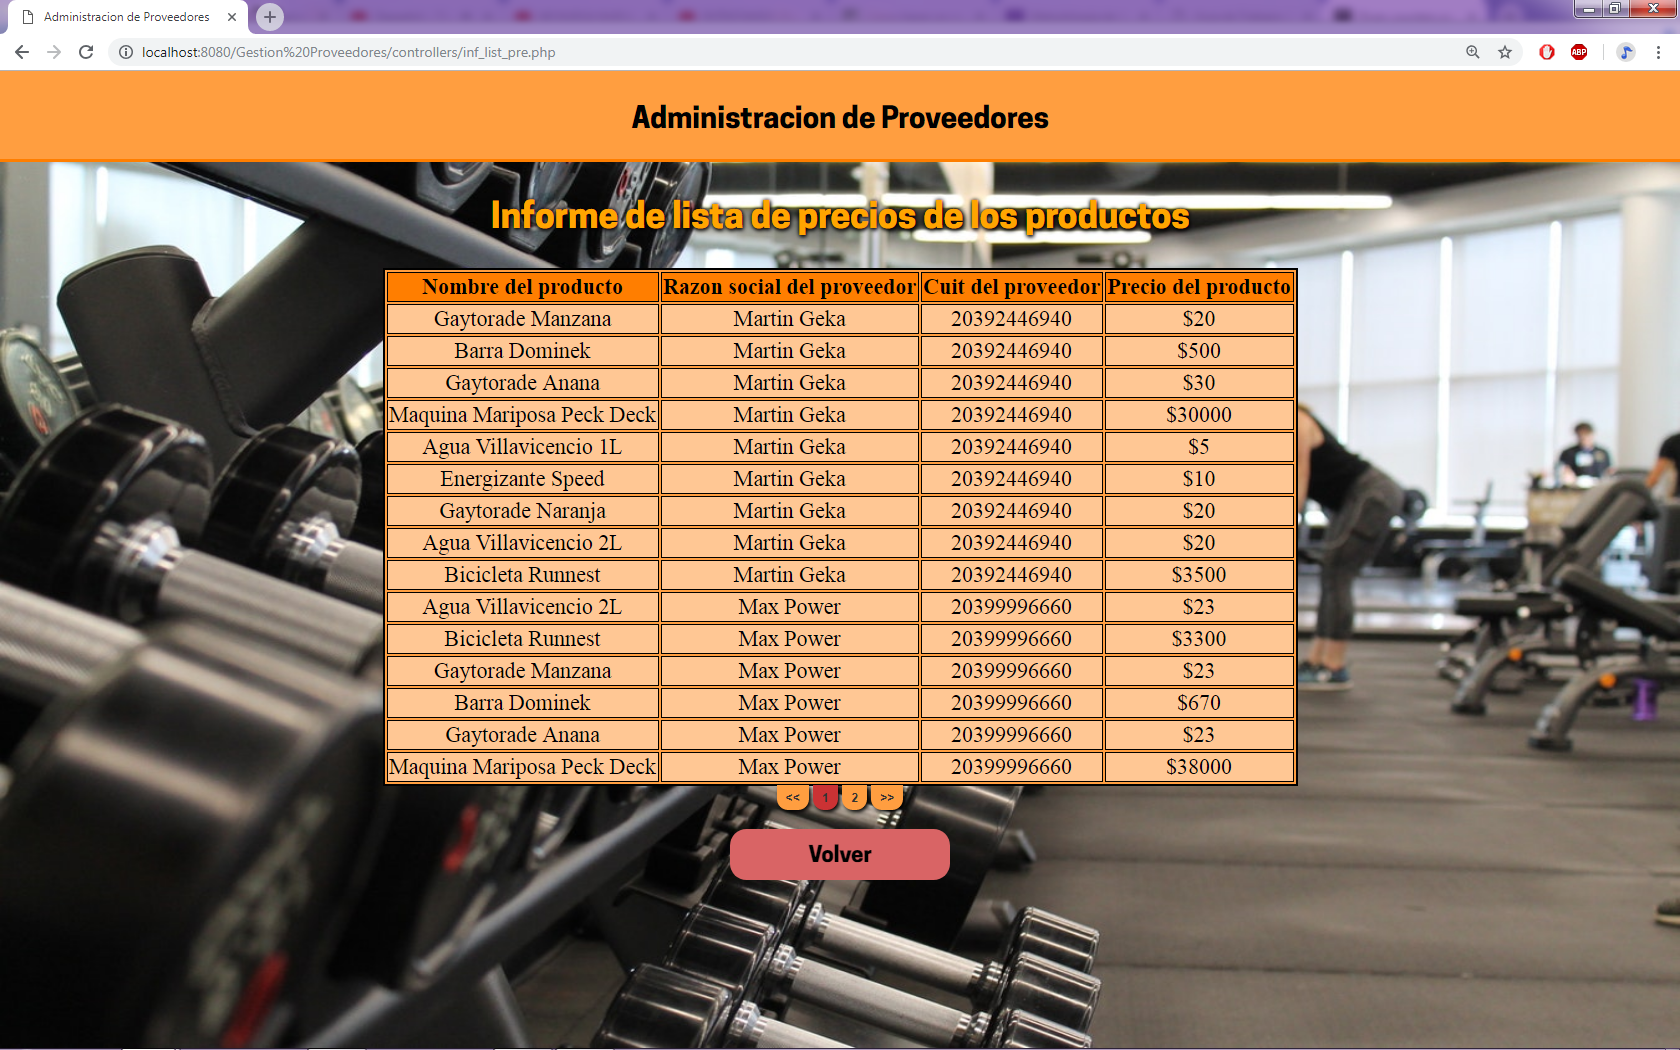 Administracion de Proveedores
localhost:8080/Gestion%20Proveedores/controllers/inf_list_pre.php
ABP
Administracion de Proveedores
Informe de lista de precios de los productos
Nombre del producto Razon social del proveedor Cuit del proveedor Precio del producto
Gaytorade Manzana Martin Geka 20392446940 $20
Barra Dominek Martin Geka 20392446940 $500
Gaytorade Anana Martin Geka 20392446940 $30
Maquina Mariposa Peck Deck Martin Geka 20392446940 $30000
Agua Villavicencio 1L Martin Geka 20392446940 $5
Energizante Speed Martin Geka 20392446940 $10
Gaytorade Naranja Martin Geka 20392446940 $20
Agua Villavicencio 2L Martin Geka 20392446940 $20
Bicicleta Runnest Martin Geka 20392446940 $3500
Agua Villavicencio 2L Max Power 20399996660 $23
Bicicleta Runnest Max Power 20399996660 $3300
Gaytorade Manzana Max Power 20399996660 $23
Barra Dominek Max Power 20399996660 $670
Gaytorade Anana Max Power 20399996660 $23
Maquina Mariposa Peck Deck Max Power 20399996660 $38000
<< 1 2 >>
Volver